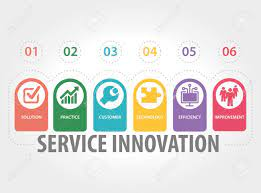 01 02 03 04 05 06
SOLUTION PRACTICE CUSTOMER TECHNOLOGY EFFICIENCY IMPROVEMENT
SERVICE INNOVATION